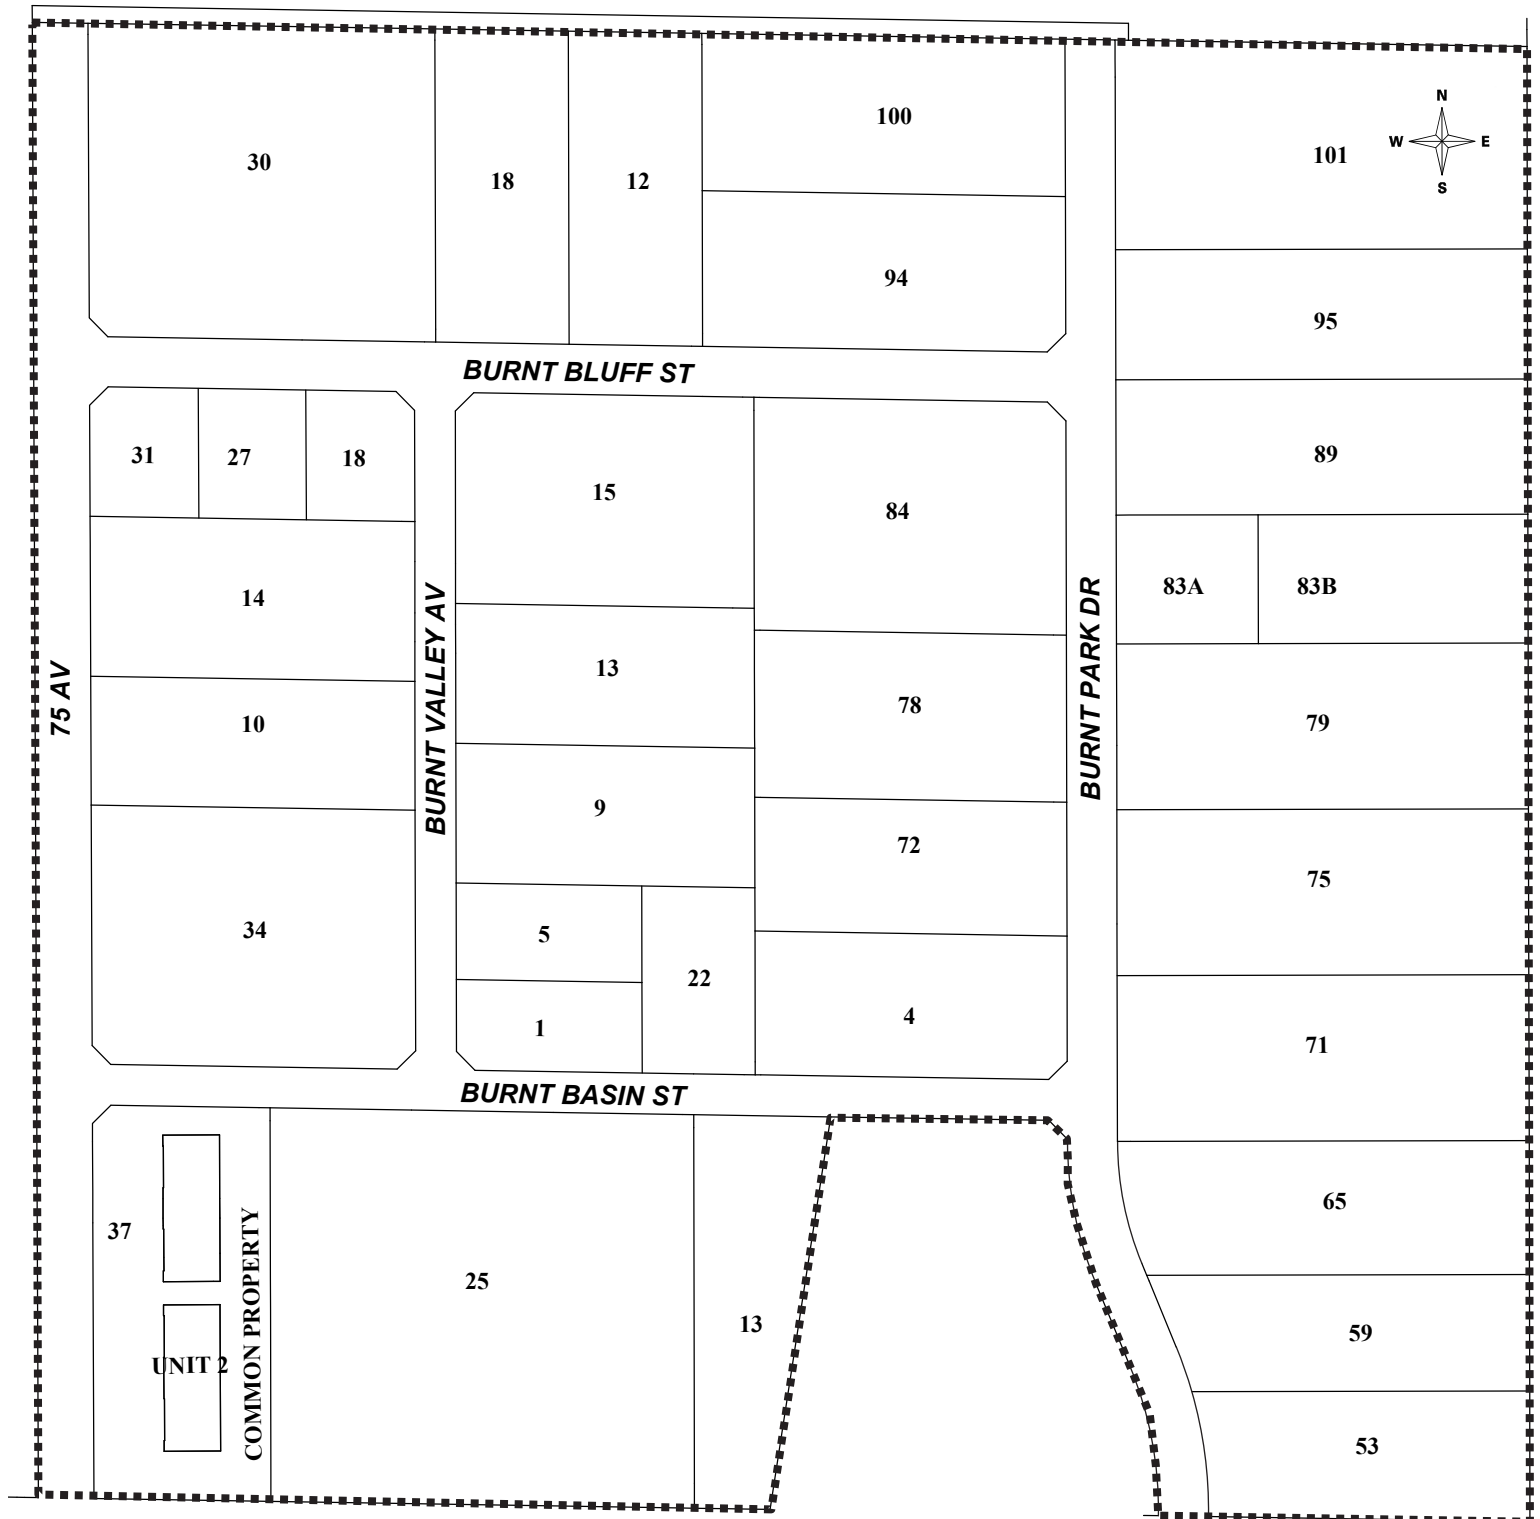 N
W E
S
30
18
12
100
101
94
95
BURNT BLUFF ST
31
27
18
15
84
89
14
13
78
83A
83B
75 AV
BURNT VALLEY AV
BURNT PARK DR
10
9
72
79
34
5
22
4
75
1
71
BURNT BASIN ST
37
COMMON PROPERTY
25
13
65
UNIT 2
59
53